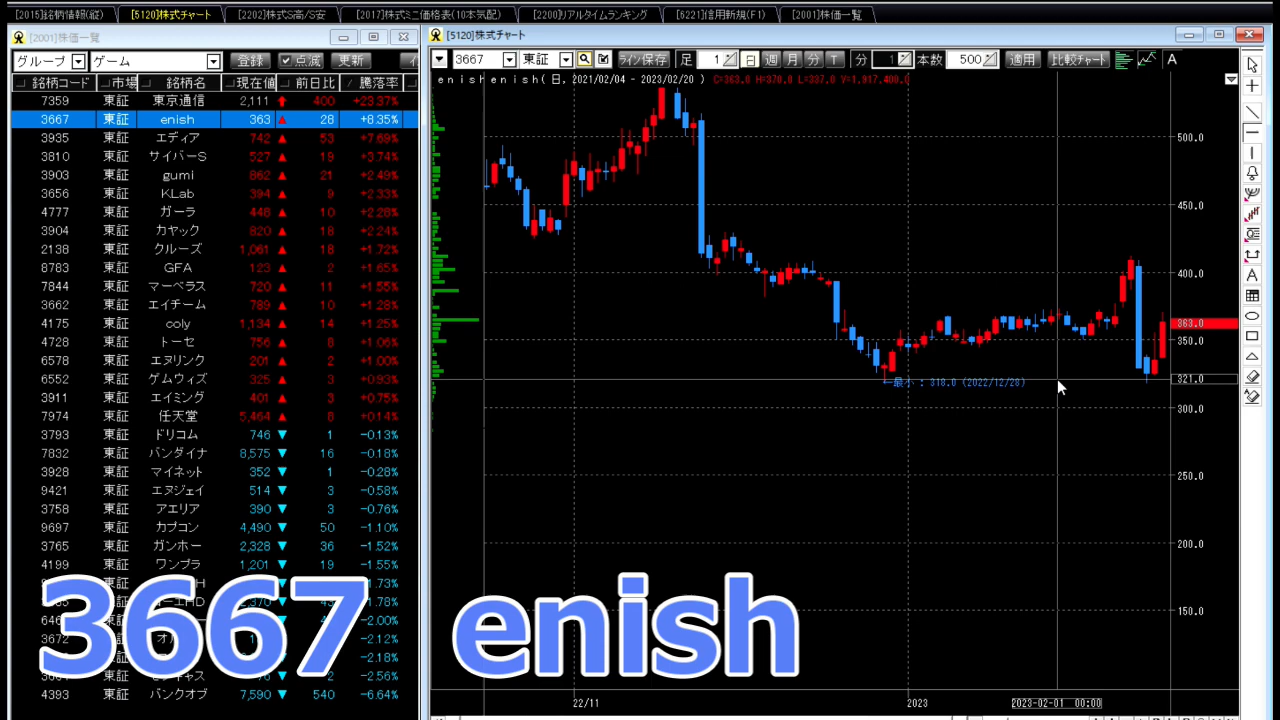 [2015]銘柄情報(縦) [5120]株式チャート [2202]株式S高/S安 [2017]株式ミニ価格表(10本気配) [2200]リアルタイムランキング [6221]信用新規(F1) [2001]株価一覧
[2001]株価一覧
グループ ゲーム 登録 点滅 更新
銘柄コード 市場 銘柄名 現在値 前日比 騰落率
7359 東証 東京通信 2,111 400 +23.37%
3667 東証 enish 363 ▲ 28 +8.35%
3935 東証 エディア 742 ▲ 53 +7.69%
3810 東証 サイバーS 527 ▲ 19 +3.74%
3903 東証 gumi 862 ▲ 21 +2.49%
3656 東証 KLab 394 ▲ 9 +2.33%
4777 東証 ガーラ 448 ▲ 10 +2.28%
3904 東証 カヤック 820 ▲ 18 +2.24%
2138 東証 クルーズ 1,061 ▲ 18 +1.72%
8783 東証 GFA 123 ▲ 2 +1.65%
7844 東証 マーベラス 720 ▲ 11 +1.55%
3662 東証 エイチーム 789 ▲ 10 +1.28%
4175 東証 coly 1,134 ▲ 14 +1.25%
4728 東証 トーセ 756 ▲ 8 +1.06%
6578 東証 エヌリンク 201 ▲ 2 +1.00%
6552 東証 ゲムウィズ 325 ▲ 3 +0.93%
3911 東証 エイミング 401 ▲ 3 +0.75%
7974 東証 任天堂 5,464 ▲ 8 +0.14%
3793 東証 ドリコム 746 ▼ 1 -0.13%
7832 東証 バンダイナ 8,575 ▼ 16 -0.18%
3928 東証 マイネット 352 ▼ 1 -0.28%
9421 東証 エヌジェイ 514 ▼ 3 -0.58%
3758 東証 アエリア 390 ▼ 3 -0.76%
9697 東証 カプコン 4,490 ▼ 50 -1.10%
3765 東証 ガンホー 2,328 ▼ 36 -1.52%
4199 東証 ワンプラ 1,201 ▼ 19 -1.55%
-2.00%
-2.12%
-2.18%
-2.56%
4393 東証 バンクオブ 7,590 ▼ 540 -6.64%
[5120]株式チャート
3667 東証 ライン保存 足 1 日 週 月 分 T 分 1 本数 500 適用 比較チャート A
enish(日, 2021/02/04 - 2023/02/20 ) C=363.0 H=370.0 L=337.0 V=1,917,400.0
500.0
450.0
400.0
363.0
350.0
321.0
←最小 : 318.0 (2022/12/28)
300.0
250.0
200.0
150.0
22/11 2023 2023-02-01 00:00
3667 enish